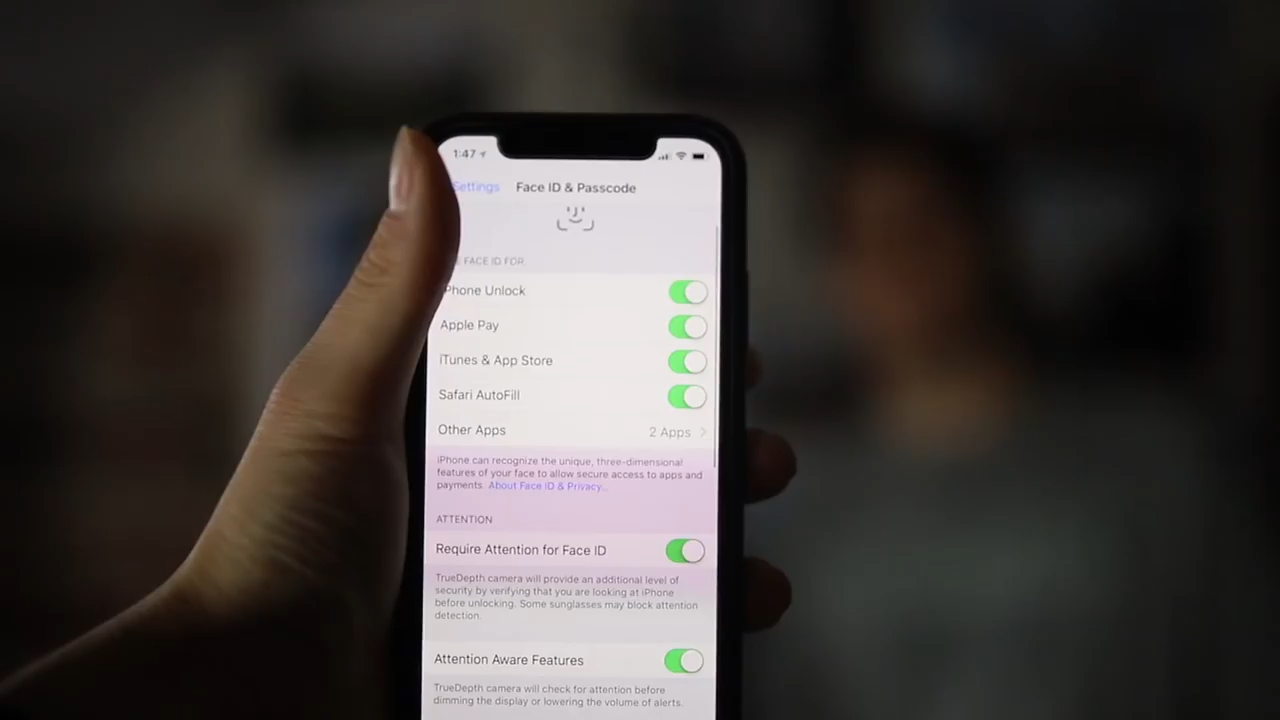 1:47
Settings Face ID & Passcode
FACE ID FOR:
Phone Unlock
Apple Pay
iTunes & App Store
Safari AutoFill
Other Apps 2 Apps
iPhone can recognize the unique, three-dimensional
features of your face to allow secure access to apps and
payments. About Face ID & Privacy...
ATTENTION
Require Attention for Face ID
TrueDepth camera will provide an additional level of
security by verifying that you are looking at iPhone
before unlocking. Some sunglasses may block attention
detection.
Attention Aware Features
TrueDepth camera will check for attention before
dimming the display or lowering the volume of alerts.